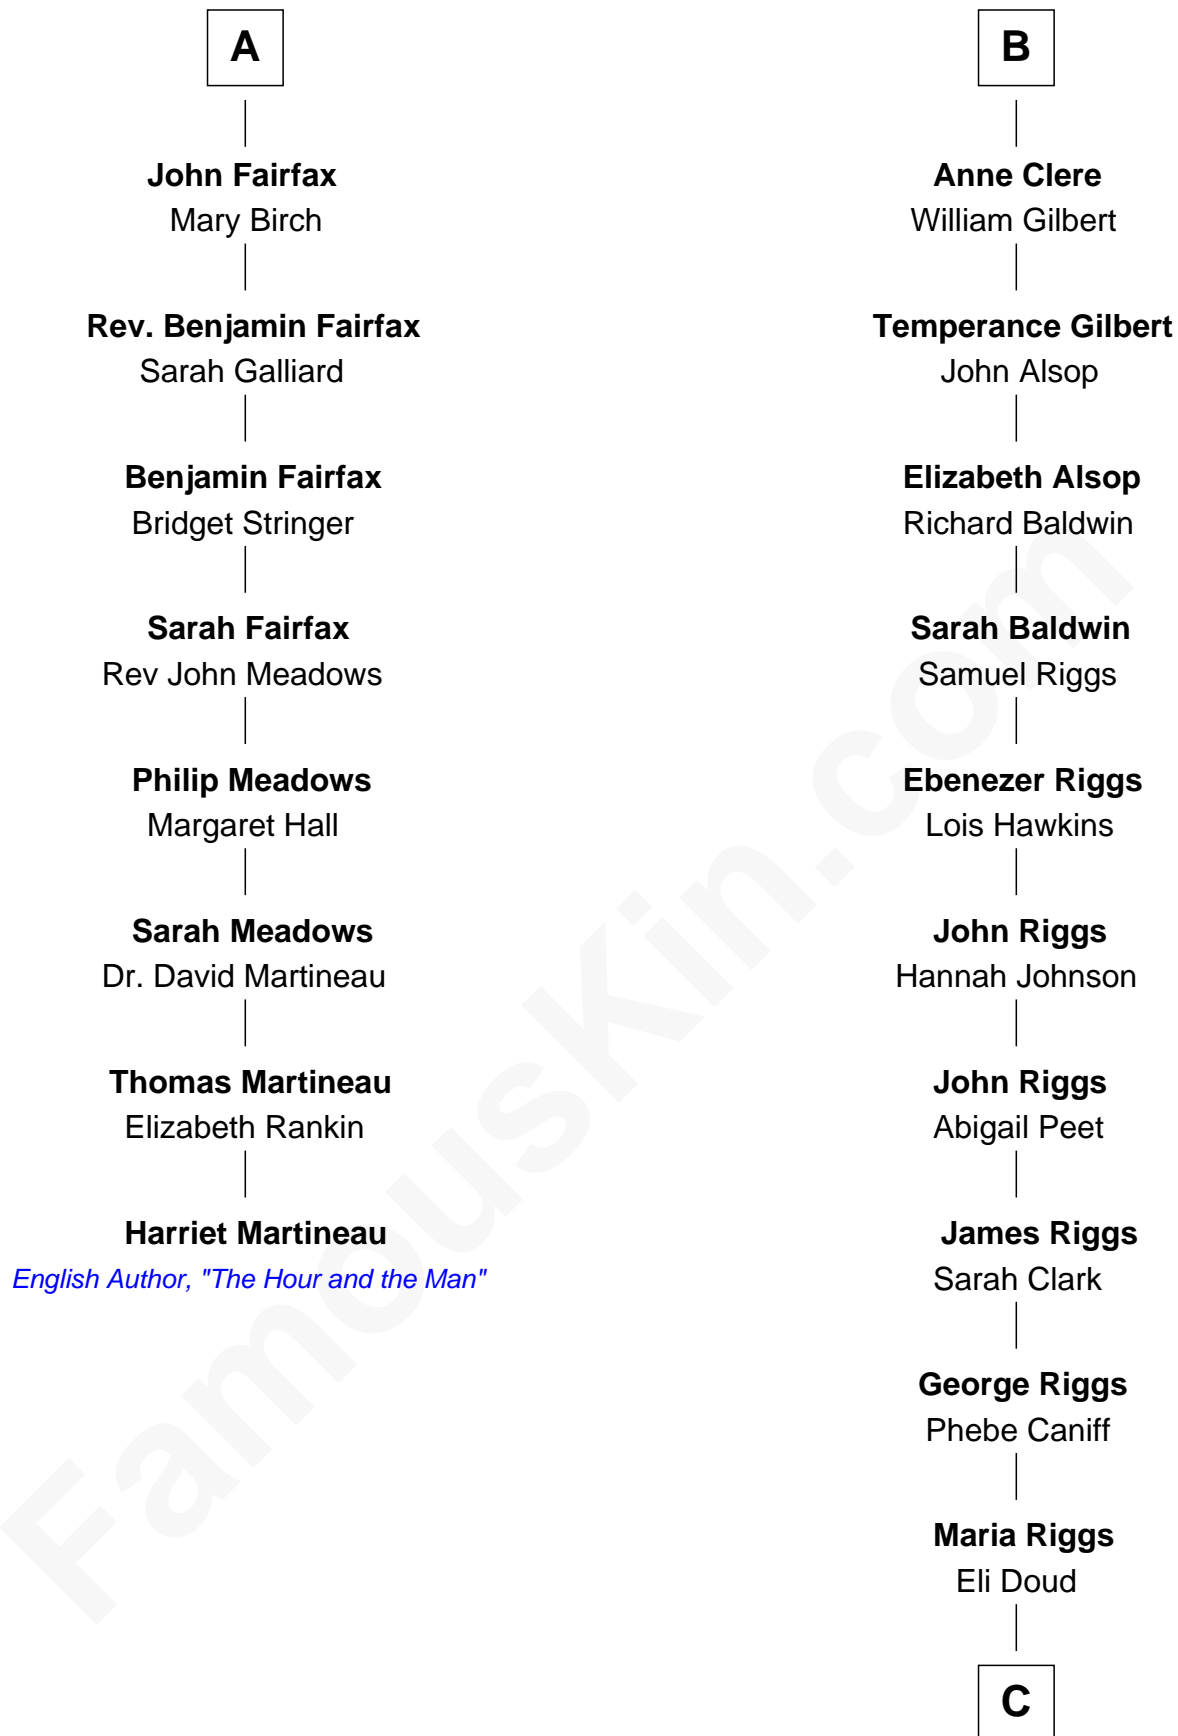 A
John Fairfax
Mary Birch
Rev. Benjamin Fairfax
Sarah Galliard
Benjamin Fairfax
Bridget Stringer
Sarah Fairfax
Rev John Meadows
Philip Meadows
Margaret Hall
Sarah Meadows
Dr. David Martineau
Thomas Martineau
Elizabeth Rankin
Harriet Martineau
English Author, "The Hour and the Man"
B
Anne Clere
William Gilbert
Temperance Gilbert
John Alsop
Elizabeth Alsop
Richard Baldwin
Sarah Baldwin
Samuel Riggs
Ebenezer Riggs
Lois Hawkins
John Riggs
Hannah Johnson
John Riggs
Abigail Peet
James Riggs
Sarah Clark
George Riggs
Phebe Caniff
Maria Riggs
Eli Doud
C
FamousKin.com